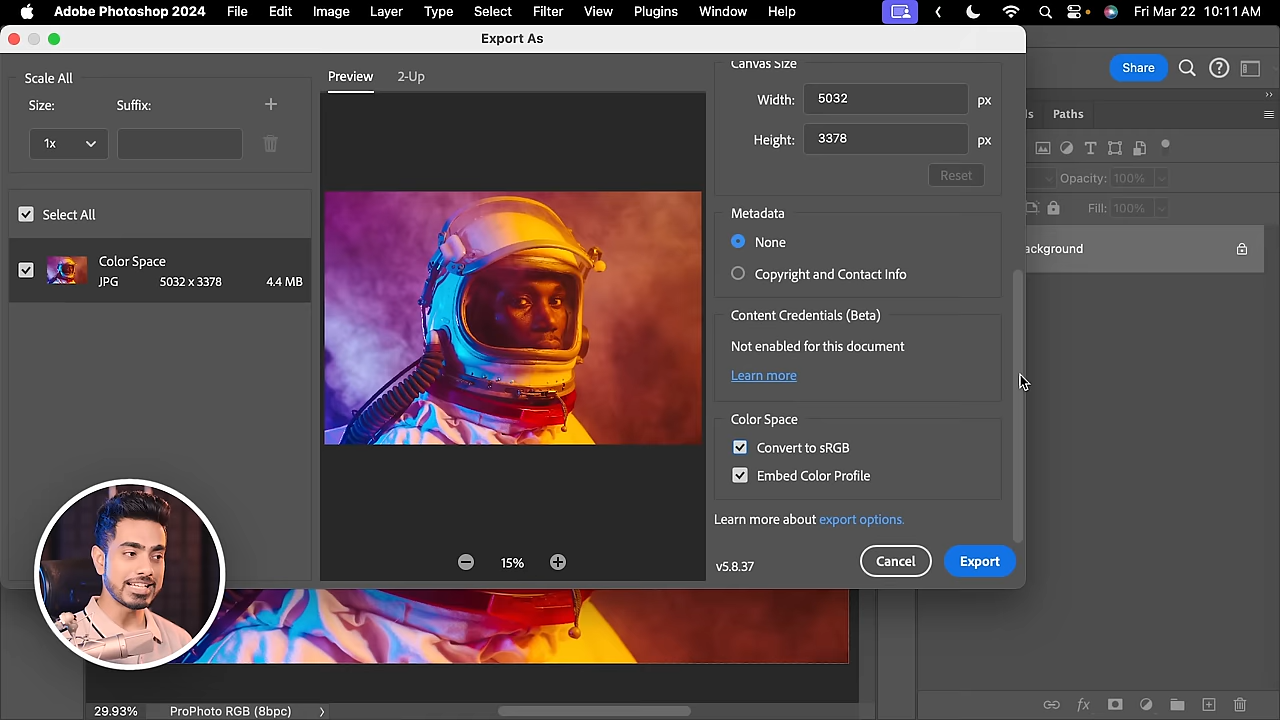 Adobe Photoshop 2024 File Edit Image Layer Type Select Filter View Plugins Window Help Fri Mar 22 10:11 AM
Export As
Scale All
Size: Suffix:
1x
Select All
Color Space
JPG 5032 x 3378 4.4 MB
Preview 2-Up
15%
Canvas Size
Width: 5032 px
Height: 3378 px
Reset
Metadata
None
Copyright and Contact Info
Content Credentials (Beta)
Not enabled for this document
Learn more
Color Space
Convert to sRGB
Embed Color Profile
Learn more about export options.
v5.8.37
Cancel Export
Share
ls Paths
Opacity: 100%
Fill: 100%
ackground
29.93% ProPhoto RGB (8bpc)
fx